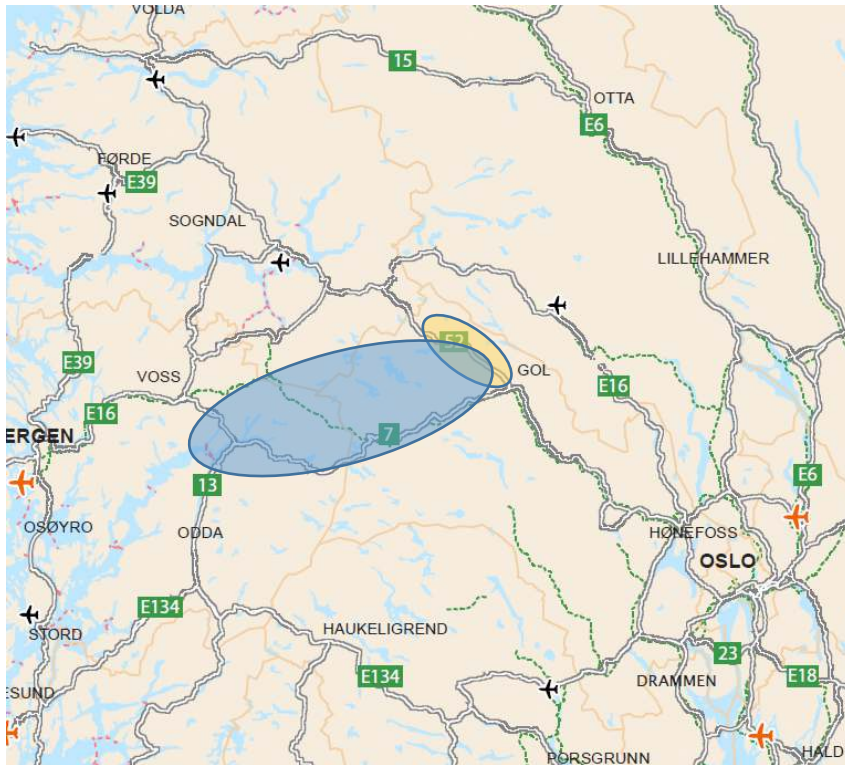 VOLDA
15
OTTA
E6
FØRDE
E39
SOGNDAL
LILLEHAMMER
52
E39
VOSS
GOL
E16
E16
ERGEN
7
13
E6
OSØYRO
ODDA
HØNEFOSS
OSLO
E134
STORD
HAUKELIGREND
23
E134
DRAMMEN
E18
ESUND
PORSGRUNN
HALD